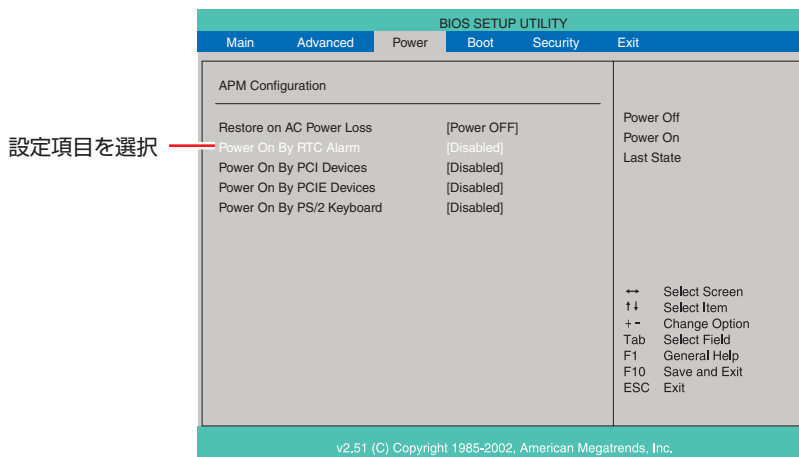 BIOS SETUP UTILITY
Main Advanced Power Boot Security Exit
APM Configuration
Restore on AC Power Loss [Power OFF]
設定項目を選択
Power On By RTC Alarm [Disabled]
Power On By PCI Devices [Disabled]
Power On By PCIE Devices [Disabled]
Power On By PS/2 Keyboard [Disabled]
Power Off
Power On
Last State
↔ Select Screen
↑↓ Select Item
+ - Change Option
Tab Select Field
F1 General Help
F10 Save and Exit
ESC Exit
v2.51 (C) Copyright 1985-2002, American Megatrends, Inc.